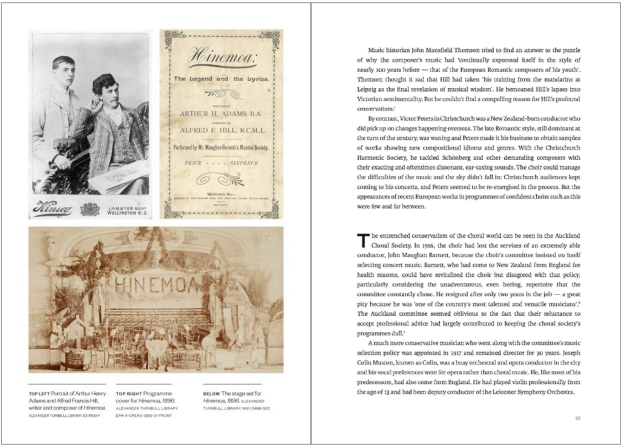 Kinsey
LAMBTON QUAY
WELLINGTON N.Z.
Hinemoa:
The Legend and the Lyrics.
ARTHUR H. ADAMS, B.A.
ALFRED F. HILL, R.C.M.L.
Performed by Mr. Maughan Barnett's Musical Society.
PRICE - - - SIXPENCE
HINEMOA
TOP LEFT Portrait of Arthur Henry
Adams and Alfred Francis Hill,
writer and composer of Hinemoa.
ALEXANDER TURNBULL LIBRARY
TOP RIGHT Programme
cover for Hinemoa, 1896.
ALEXANDER TURNBULL LIBRARY,
BELOW The stage set for
Hinemoa, 1896. ALEXANDER
TURNBULL LIBRARY,
Music historian John Mansfield Thomson tried to find an answer to the puzzle
of why the composer's music had 'continually expressed itself in the style of
nearly 100 years before — that of the European Romantic composers of his youth'.
Thomson thought it sad that Hill had taken 'his training from the mandarins at
Leipzig as the final revelation of musical wisdom'. He bemoaned Hill's lapses into
Victorian sentimentality. But he couldn't find a compelling reason for Hill's profound
conservatism.
By contrast, Victor Peters in Christchurch was a New Zealand-born conductor who
did pick up on changes happening overseas. The late Romantic style, still dominant at
the turn of the century, was waning and Peters made it his business to obtain samples
of works showing new compositional idioms and genres. With the Christchurch
Harmonic Society, he tackled Schönberg and other demanding composers with
their exacting and oftentimes dissonant, ear-taxing sounds. The choir could manage
the difficulties of the music and the sky didn't fall in: Christchurch audiences kept
coming to his concerts, and Peters seemed to be re-energised in the process. But the
appearances of recent European works in programmes of confident choirs such as this
were few and far between.
The entrenched conservatism of the choral world can be seen in the Auckland
Choral Society. In 1916, the choir had lost the services of an extremely able
conductor, John Maughan Barnett, because the choir's committee insisted on itself
selecting concert music. Barnett, who had come to New Zealand from England for
health reasons, could have revitalised the choir but disagreed with that policy,
particularly considering the unadventurous, even boring, repertoire that the
committee constantly chose. He resigned after only two years in the job — a great
pity because he was 'one of the country's most talented and versatile musicians'.
The Auckland committee seemed oblivious to the fact that their reluctance to
accept professional advice had largely contributed to keeping the choral society's
programmes dull.
A much more conservative musician who went along with the committee's music
selection policy was appointed in 1917 and remained director for 30 years. Joseph
Colin Muston, known as Colin, was a busy orchestral and opera conductor in the city
and his vocal preferences were for opera rather than choral music. He, like most of his
predecessors, had also come from England. He had played violin professionally from
the age of 13 and had been deputy conductor of the Leicester Symphony Orchestra.